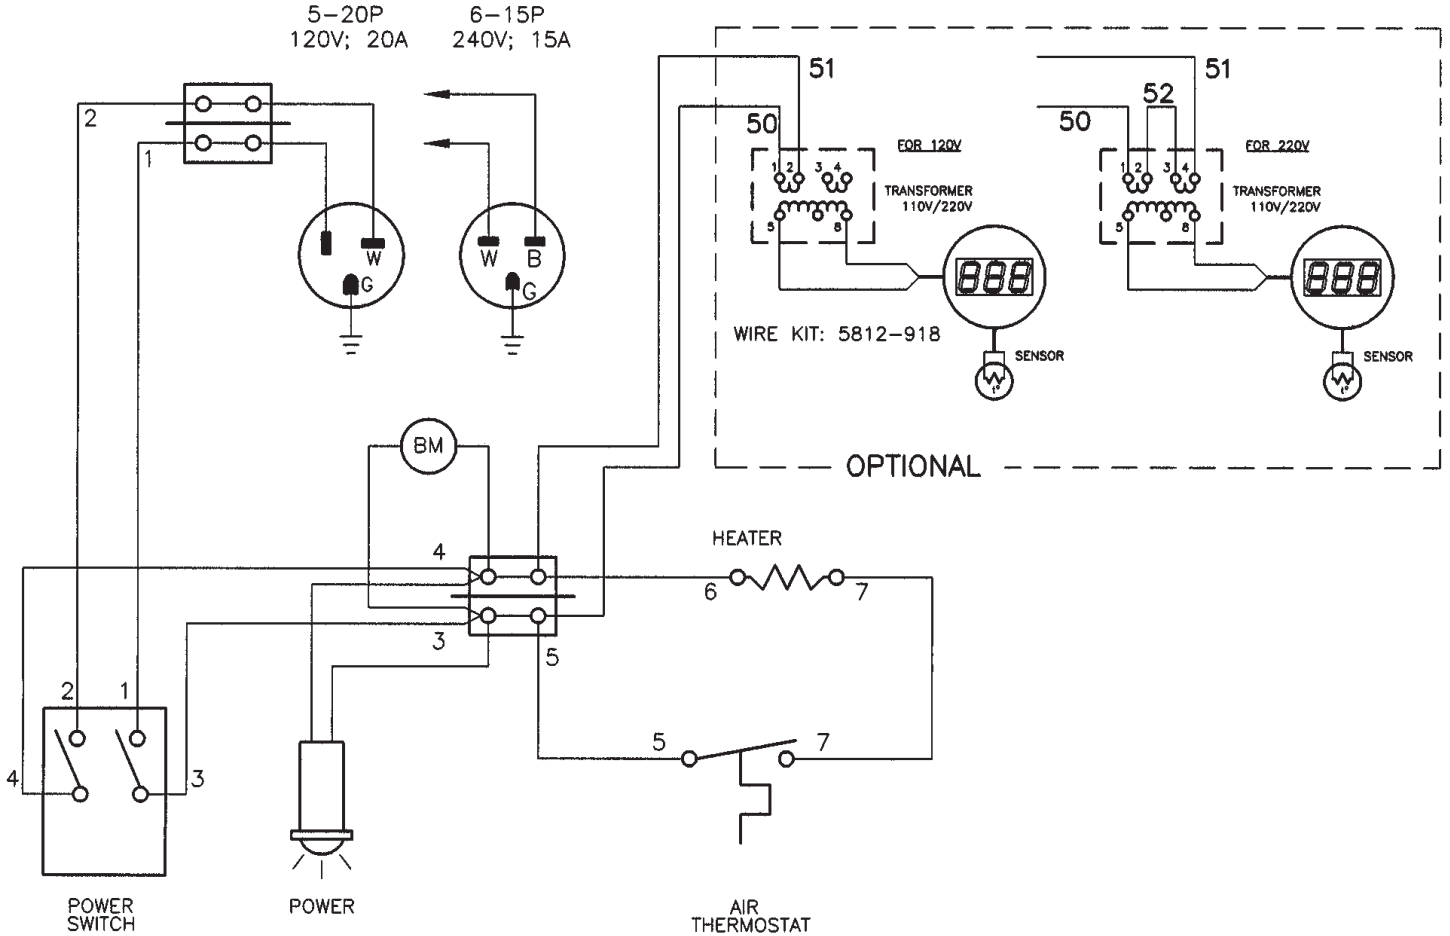 5-20P
120V; 20A
6-15P
240V; 15A
2
1
W
G
W
B
G
51
50
FOR 120V
1 2 3 4
TRANSFORMER
110V/220V
5 8
888
WIRE KIT: 5812-918
SENSOR
t°
51
52
50
FOR 220V
1 2 3 4
TRANSFORMER
110V/220V
5 8
888
SENSOR
t°
OPTIONAL
BM
4
3
5
HEATER
6
7
2
1
4
3
5
7
POWER
SWITCH
POWER
AIR
THERMOSTAT